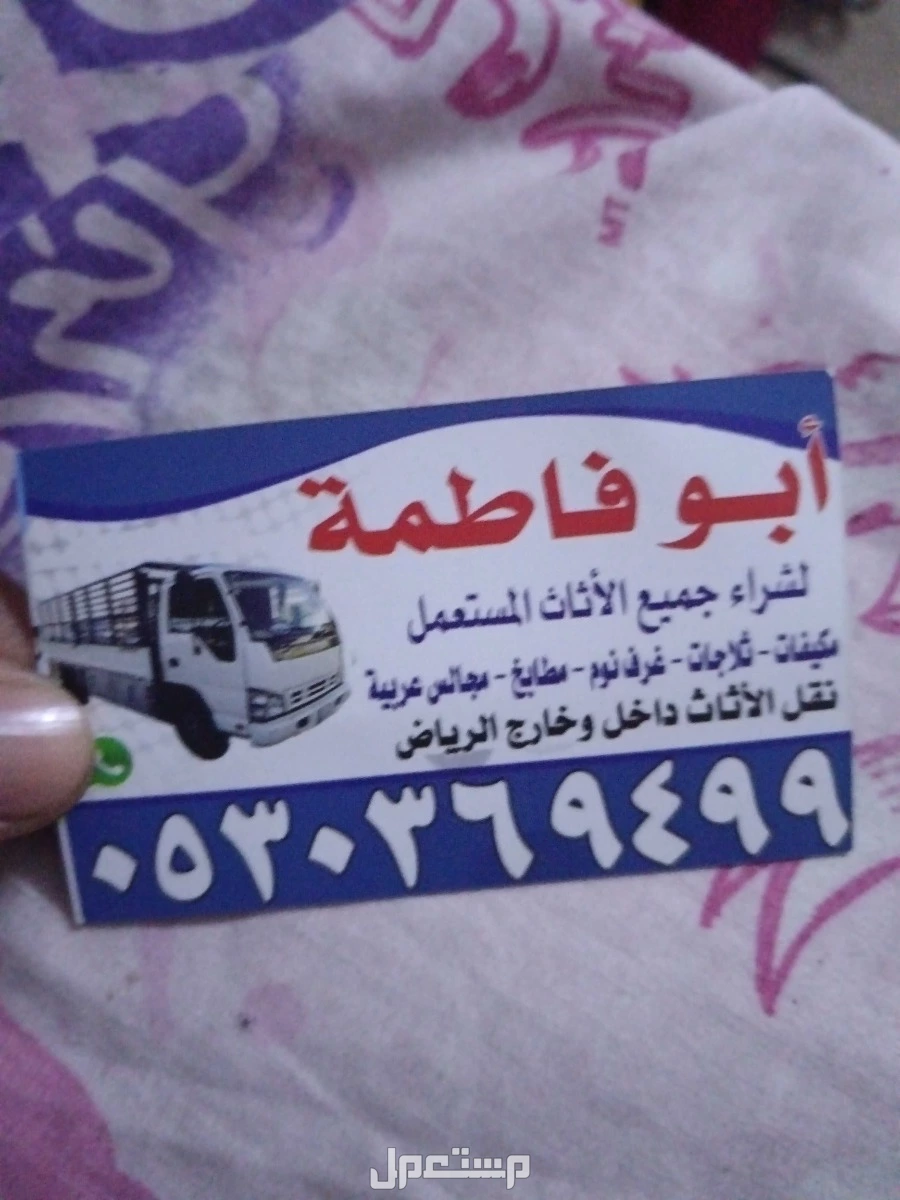 أبو فاطمة
لشراء جميع الأثاث المستعمل
مكيفات - ثلاجات - غرف نوم - مطابخ - مجالس عربية
نقل الأثاث داخل وخارج الرياض
٠٥٣٠٣٦٩٤٩٩
مستعمل